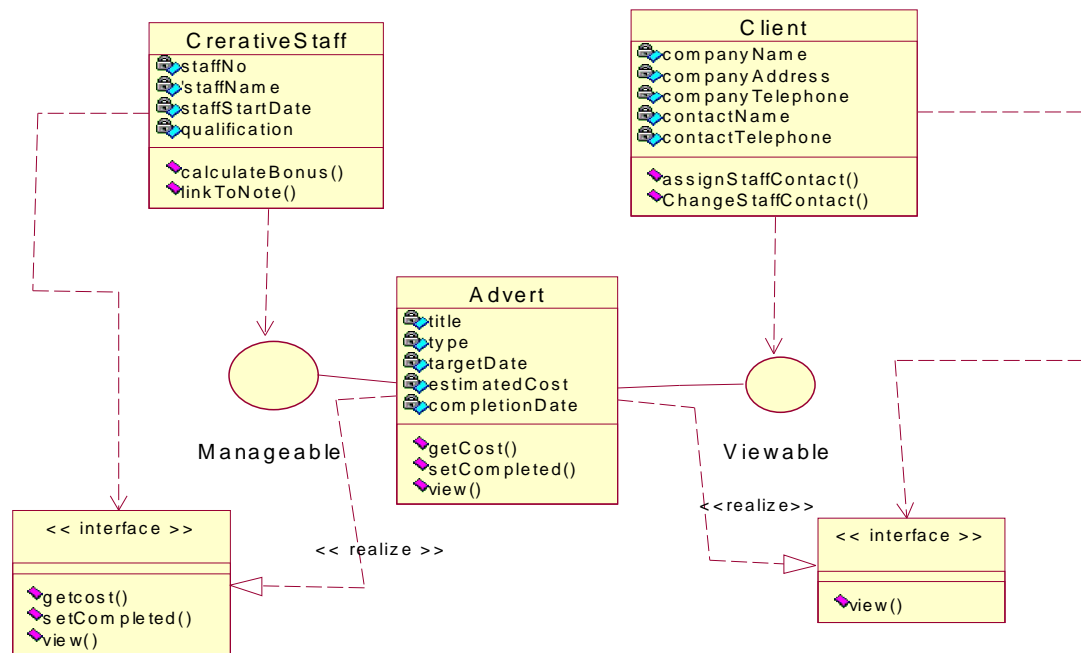 CrerativeStaff
staffNo
'staffName
staffStartDate
qualification
calculateBonus()
linkToNote()
Client
companyName
companyAddress
companyTelephone
contactName
contactTelephone
assignStaffContact()
ChangeStaffContact()
Advert
title
type
targetDate
estimatedCost
completionDate
getCost()
setCompleted()
view()
Manageable
Viewable
<< realize >>
<<realize>>
<< interface >>
getcost()
setCompleted()
view()
<< interface >>
view()